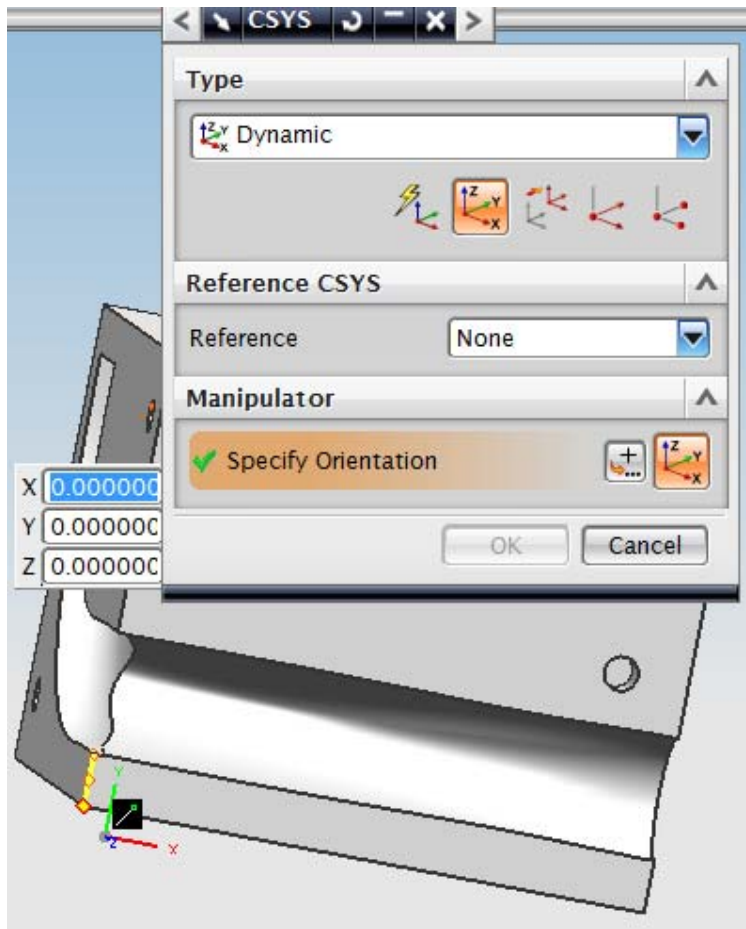 CSYS
Type
Dynamic
Reference CSYS
Reference None
Manipulator
Specify Orientation
X 0.000000
Y 0.000000
Z 0.000000
OK Cancel
Y
Z X